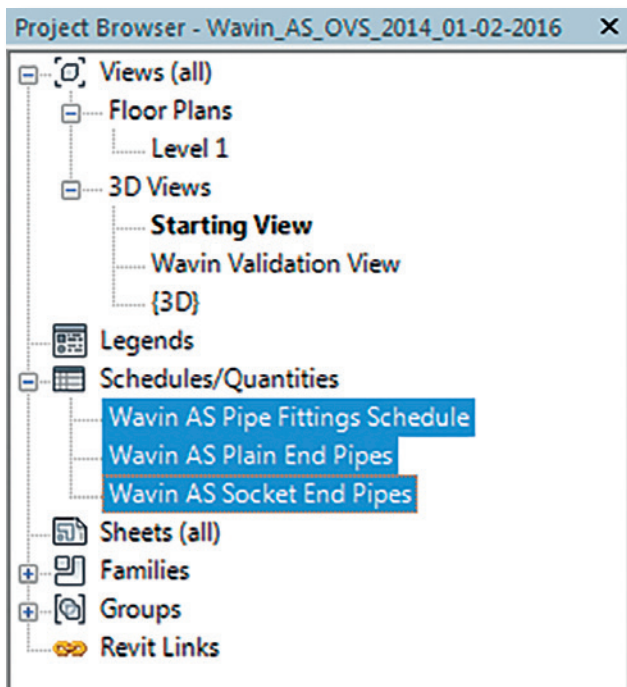 Project Browser - Wavin_AS_OVS_2014_01-02-2016
Views (all)
Floor Plans
Level 1
3D Views
Starting View
Wavin Validation View
{3D}
Legends
Schedules/Quantities
Wavin AS Pipe Fittings Schedule
Wavin AS Plain End Pipes
Wavin AS Socket End Pipes
Sheets (all)
Families
Groups
Revit Links